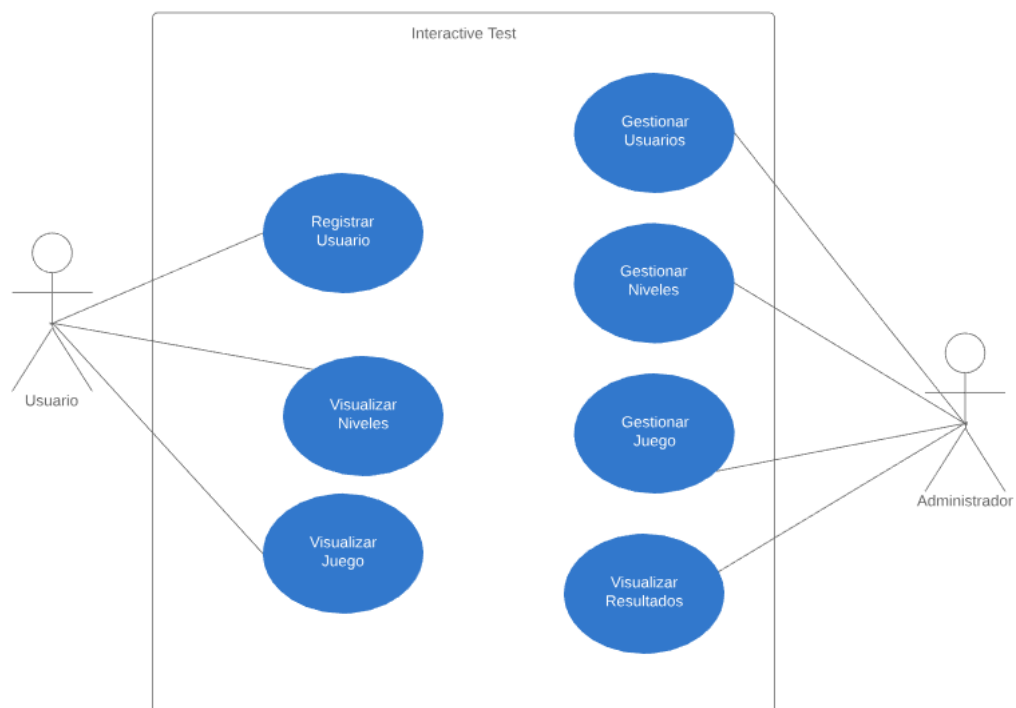 Interactive Test
Gestionar
Usuarios
Registrar
Usuario
Gestionar
Niveles
Usuario
Visualizar
Niveles
Gestionar
Juego
Administrador
Visualizar
Juego
Visualizar
Resultados